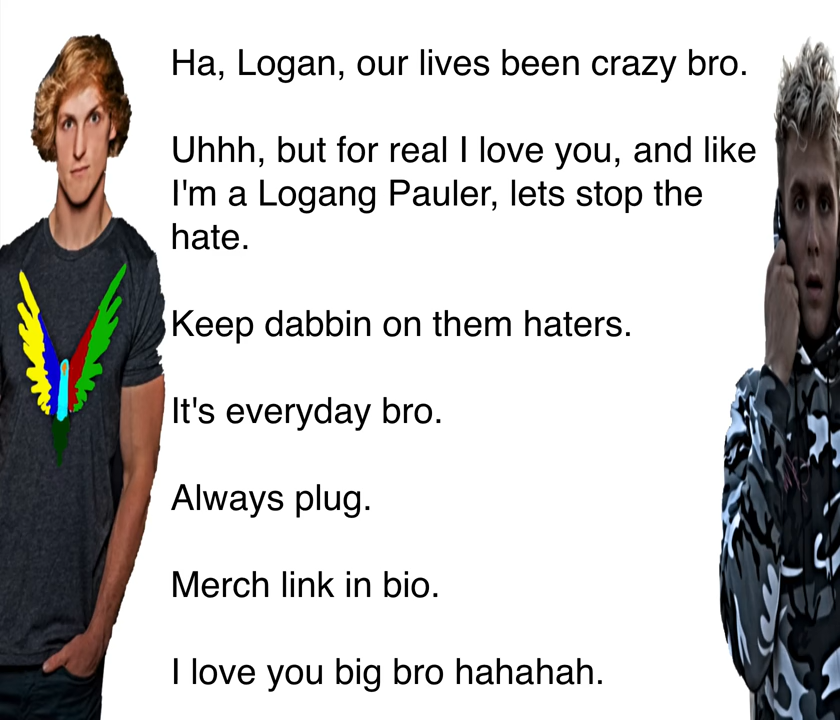 Ha, Logan, our lives been crazy bro.
Uhhh, but for real I love you, and like
I'm a Logang Pauler, lets stop the
hate.
Keep dabbin on them haters.
It's everyday bro.
Always plug.
Merch link in bio.
I love you big bro hahahah.